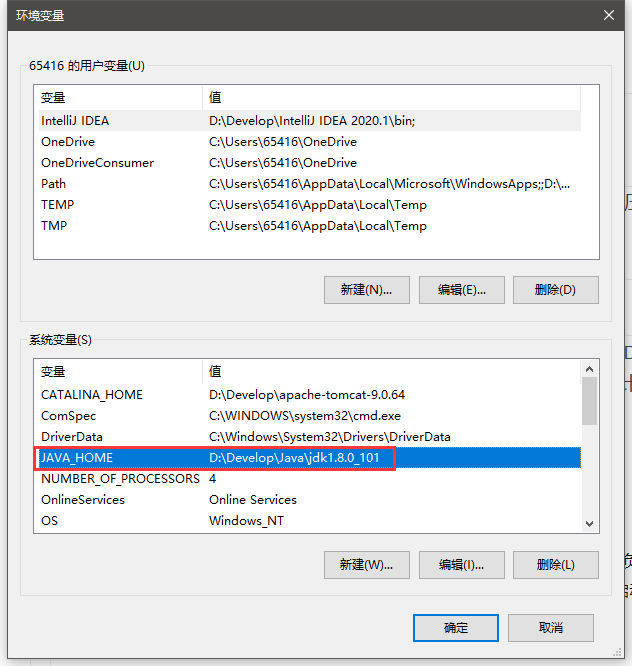 环境变量
65416 的用户变量(U)
变量 值
IntelliJ IDEA D:\Develop\IntelliJ IDEA 2020.1\bin;
OneDrive C:\Users\65416\OneDrive
OneDriveConsumer C:\Users\65416\OneDrive
Path C:\Users\65416\AppData\Local\Microsoft\WindowsApps;;D:\...
TEMP C:\Users\65416\AppData\Local\Temp
TMP C:\Users\65416\AppData\Local\Temp
新建(N)... 编辑(E)... 删除(D)
系统变量(S)
变量 值
CATALINA_HOME D:\Develop\apache-tomcat-9.0.64
ComSpec C:\WINDOWS\system32\cmd.exe
DriverData C:\Windows\System32\Drivers\DriverData
JAVA_HOME D:\Develop\Java\jdk1.8.0_101
NUMBER_OF_PROCESSORS 4
OnlineServices Online Services
OS Windows_NT
新建(W)... 编辑(I)... 删除(L)
确定 取消